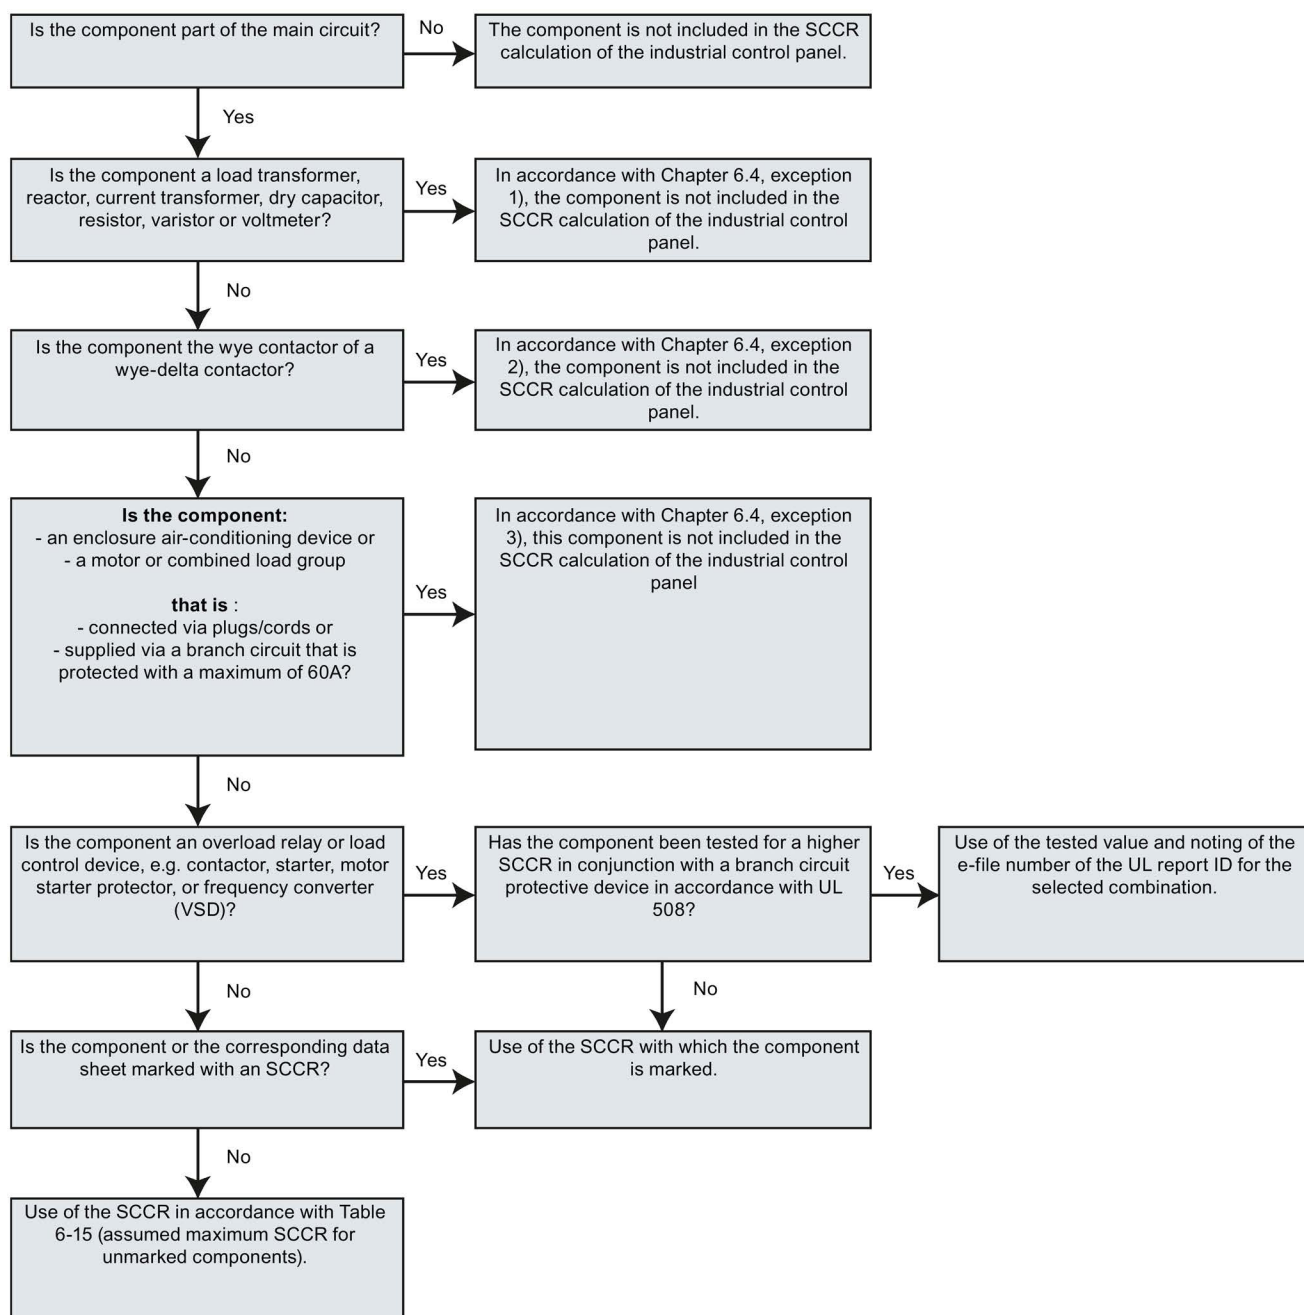 Is the component part of the main circuit?
No
The component is not included in the SCCR
calculation of the industrial control panel.
Yes
Is the component a load transformer,
reactor, current transformer, dry capacitor,
resistor, varistor or voltmeter?
Yes
In accordance with Chapter 6.4, exception
1), the component is not included in the
SCCR calculation of the industrial control
panel.
No
Is the component the wye contactor of a
wye-delta contactor?
Yes
In accordance with Chapter 6.4, exception
2), the component is not included in the
SCCR calculation of the industrial control
panel.
No
Is the component:
- an enclosure air-conditioning device or
- a motor or combined load group
that is :
- connected via plugs/cords or
- supplied via a branch circuit that is
protected with a maximum of 60A?
Yes
In accordance with Chapter 6.4, exception
3), this component is not included in the
SCCR calculation of the industrial control
panel
No
Is the component an overload relay or load
control device, e.g. contactor, starter, motor
starter protector, or frequency converter
(VSD)?
Yes
Has the component been tested for a higher
SCCR in conjunction with a branch circuit
protective device in accordance with UL
508?
Yes
Use of the tested value and noting of the
e-file number of the UL report ID for the
selected combination.
No
No
Is the component or the corresponding data
sheet marked with an SCCR?
Yes
Use of the SCCR with which the component
is marked.
No
Use of the SCCR in accordance with Table
6-15 (assumed maximum SCCR for
unmarked components).